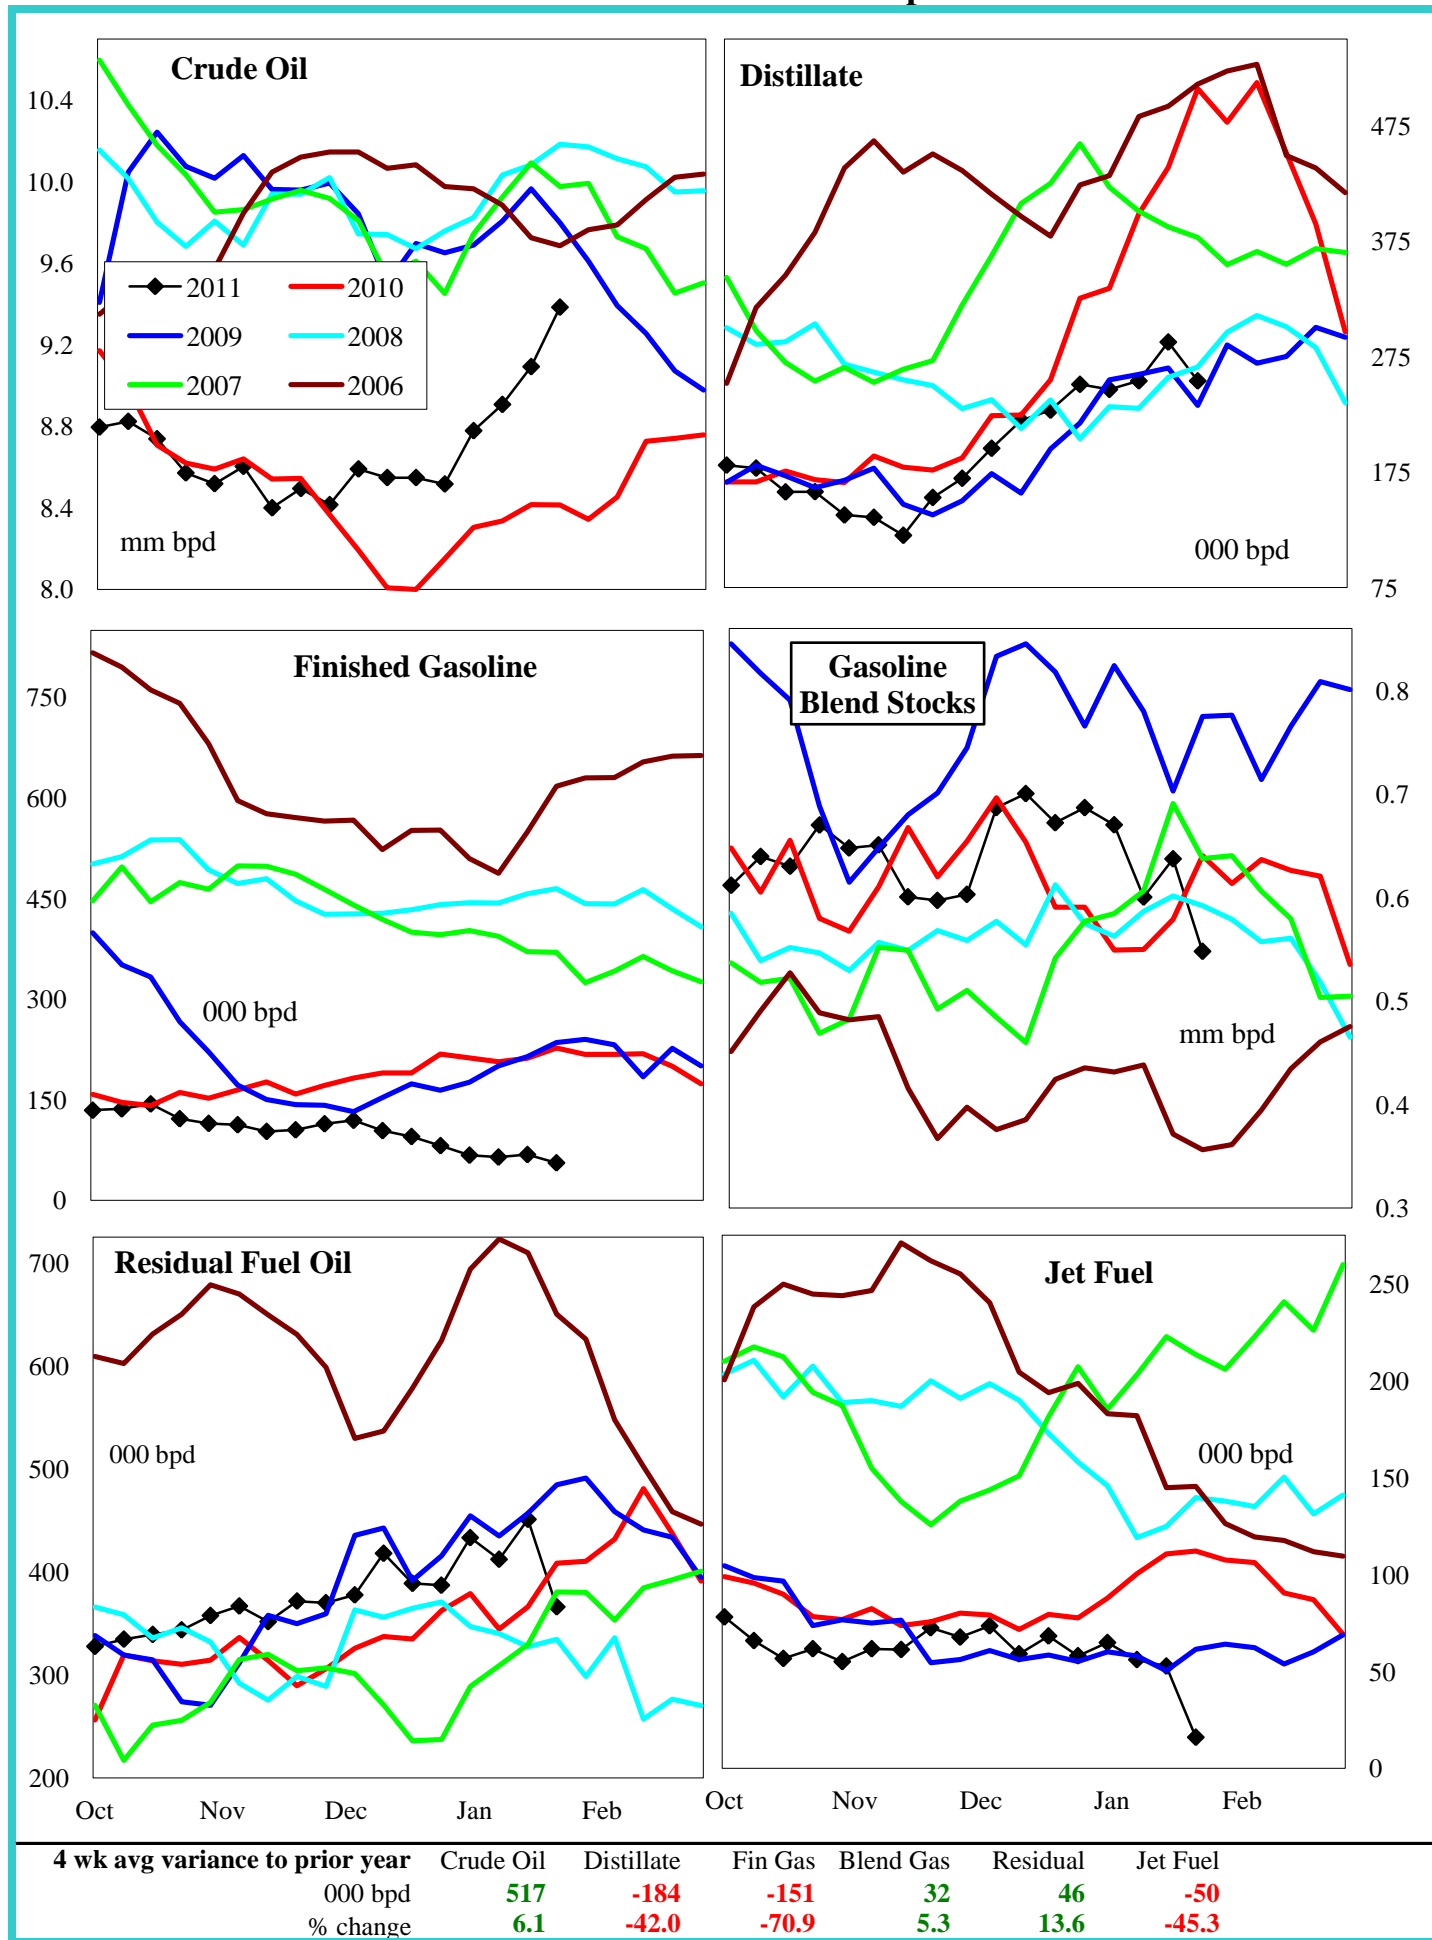 Crude Oil
10.4
10.0
9.6
9.2
8.8
8.4
8.0
2011 2010
2009 2008
2007 2006
mm bpd
Distillate
475
375
275
175
75
000 bpd
Finished Gasoline
750
600
450
300
150
0
000 bpd
Gasoline
Blend Stocks
0.8
0.7
0.6
0.5
0.4
0.3
mm bpd
Residual Fuel Oil
700
600
500
400
300
200
000 bpd
Oct Nov Dec Jan Feb
Jet Fuel
250
200
150
100
50
0
000 bpd
Oct Nov Dec Jan Feb
4 wk avg variance to prior year Crude Oil Distillate Fin Gas Blend Gas Residual Jet Fuel
000 bpd 517 -184 -151 32 46 -50
% change 6.1 -42.0 -70.9 5.3 13.6 -45.3